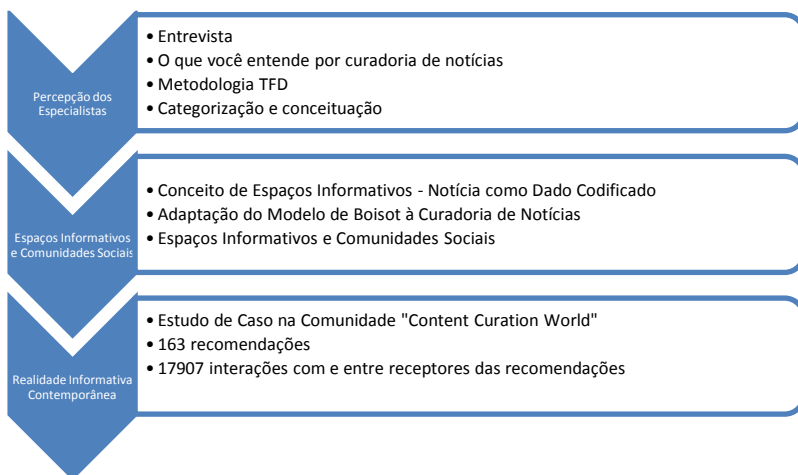 Percepção dos
Especialistas
• Entrevista
• O que você entende por curadoria de notícias
• Metodologia TFD
• Categorização e conceituação
Espaços Informativos
e Comunidades Sociais
• Conceito de Espaços Informativos - Notícia como Dado Codificado
• Adaptação do Modelo de Boisot à Curadoria de Notícias
• Espaços Informativos e Comunidades Sociais
Realidade Informativa
Contemporânea
• Estudo de Caso na Comunidade "Content Curation World"
• 163 recomendações
• 17907 interações com e entre receptores das recomendações